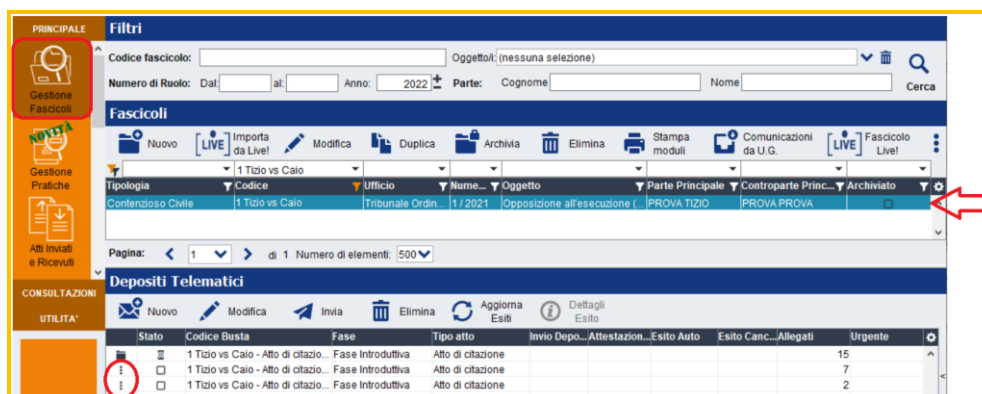 PRINCIPALE
Gestione
Fascicoli
NOVITÀ
Gestione
Pratiche
Atti Inviati
e Ricevuti
CONSULTAZIONI
UTILITA'
Filtri
Codice fascicolo:
Oggetto/i: (nessuna selezione)
Numero di Ruolo: Dal: al: Anno: 2022 Parte: Cognome Nome
Cerca
Fascicoli
Nuovo LIVE Importa da Live! Modifica Duplica Archivia Elimina Stampa moduli Comunicazioni da U.G. LIVE Fascicolo Live!
1 Tizio vs Caio
Tipologia Codice Ufficio Nume... Oggetto Parte Principale Controparte Princ... Archiviato
Contenzioso Civile 1 Tizio vs Caio Tribunale Ordin... 1 / 2021 Opposizione all'esecuzione (... PROVA TIZIO PROVA PROVA
Pagina: 1 di 1 Numero di elementi: 500
Depositi Telematici
Nuovo Modifica Invia Elimina Aggiorna Esiti Dettagli Esito
Stato Codice Busta Fase Tipo atto Invio Depo... Attestazion... Esito Auto Esito Canc... Allegati Urgente
1 Tizio vs Caio - Atto di citazio... Fase Introduttiva Atto di citazione 15
1 Tizio vs Caio - Atto di citazio... Fase Introduttiva Atto di citazione 7
1 Tizio vs Caio - Atto di citazio... Fase Introduttiva Atto di citazione 2